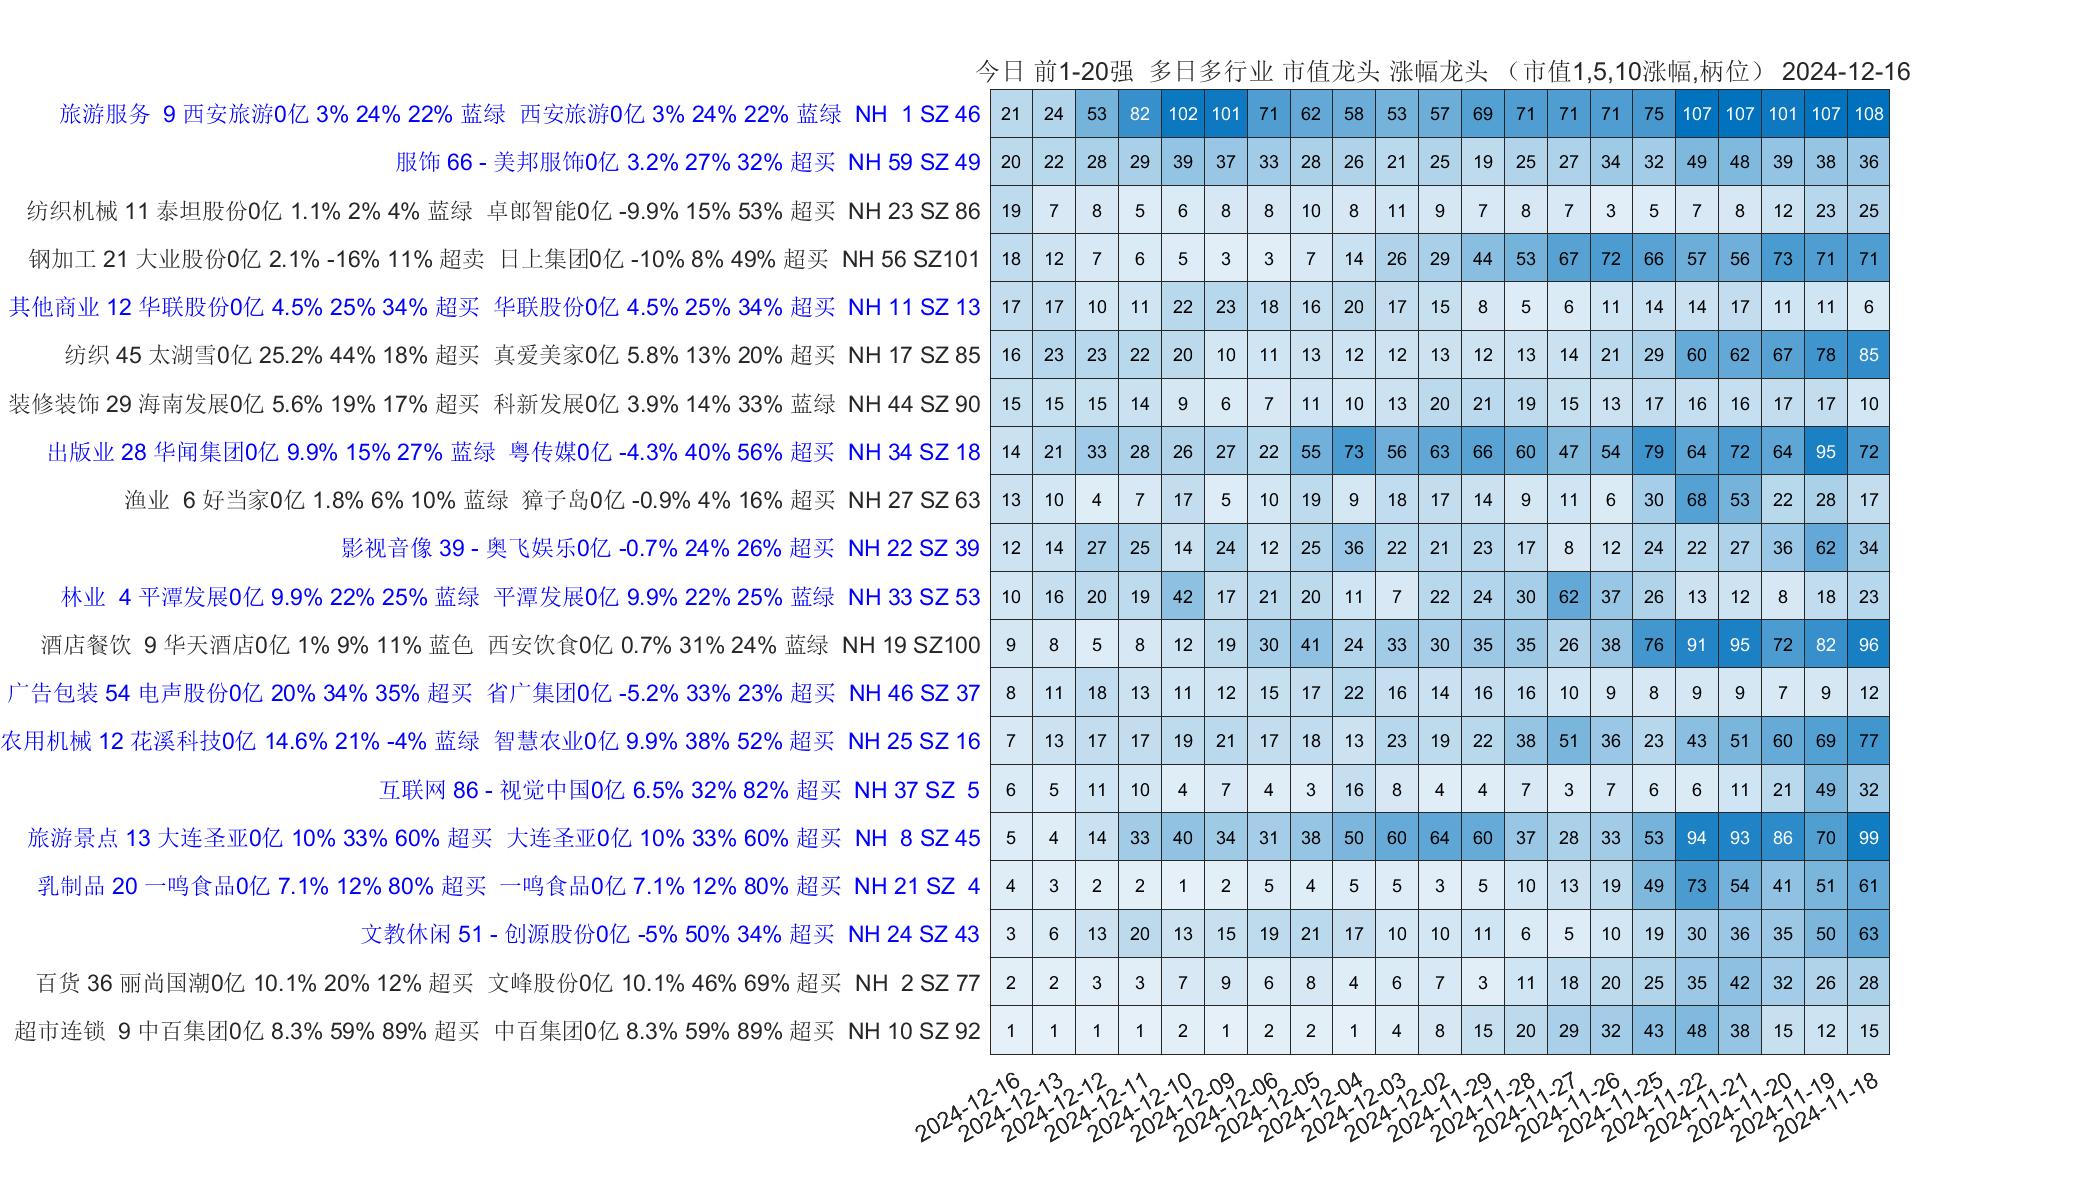 今日 前1-20强 多日多行业 市值龙头 涨幅龙头 （市值1,5,10涨幅,柄位） 2024-12-16
旅游服务 9 西安旅游0亿 3% 24% 22% 蓝绿 西安旅游0亿 3% 24% 22% 蓝绿 NH 1 SZ 46 21 24 53 82 102 101 71 62 58 53 57 69 71 71 71 75 107 107 101 107 108
服饰 66 - 美邦服饰0亿 3.2% 27% 32% 超买 NH 59 SZ 49 20 22 28 29 39 37 33 28 26 21 25 19 25 27 34 32 49 48 39 38 36
纺织机械 11 泰坦股份0亿 1.1% 2% 4% 蓝绿 卓郎智能0亿 -9.9% 15% 53% 超买 NH 23 SZ 86 19 7 8 5 6 8 8 10 8 11 9 7 8 7 3 5 7 8 12 23 25
钢加工 21 大业股份0亿 2.1% -16% 11% 超卖 日上集团0亿 -10% 8% 49% 超买 NH 56 SZ101 18 12 7 6 5 3 3 7 14 26 29 44 53 67 72 66 57 56 73 71 71
其他商业 12 华联股份0亿 4.5% 25% 34% 超买 华联股份0亿 4.5% 25% 34% 超买 NH 11 SZ 13 17 17 10 11 22 23 18 16 20 17 15 8 5 6 11 14 14 17 11 11 6
纺织 45 太湖雪0亿 25.2% 44% 18% 超买 真爱美家0亿 5.8% 13% 20% 超买 NH 17 SZ 85 16 23 23 22 20 10 11 13 12 12 13 12 13 14 21 29 60 62 67 78 85
装修装饰 29 海南发展0亿 5.6% 19% 17% 超买 科新发展0亿 3.9% 14% 33% 蓝绿 NH 44 SZ 90 15 15 15 14 9 6 7 11 10 13 20 21 19 15 13 17 16 16 17 17 10
出版业 28 华闻集团0亿 9.9% 15% 27% 蓝绿 粤传媒0亿 -4.3% 40% 56% 超买 NH 34 SZ 18 14 21 33 28 26 27 22 55 73 56 63 66 60 47 54 79 64 72 64 95 72
渔业 6 好当家0亿 1.8% 6% 10% 蓝绿 獐子岛0亿 -0.9% 4% 16% 超买 NH 27 SZ 63 13 10 4 7 17 5 10 19 9 18 17 14 9 11 6 30 68 53 22 28 17
影视音像 39 - 奥飞娱乐0亿 -0.7% 24% 26% 超买 NH 22 SZ 39 12 14 27 25 14 24 12 25 36 22 21 23 17 8 12 24 22 27 36 62 34
林业 4 平潭发展0亿 9.9% 22% 25% 蓝绿 平潭发展0亿 9.9% 22% 25% 蓝绿 NH 33 SZ 53 10 16 20 19 42 17 21 20 11 7 22 24 30 62 37 26 13 12 8 18 23
酒店餐饮 9 华天酒店0亿 1% 9% 11% 蓝色 西安饮食0亿 0.7% 31% 24% 蓝绿 NH 19 SZ100 9 8 5 8 12 19 30 41 24 33 30 35 35 26 38 76 91 95 72 82 96
广告包装 54 电声股份0亿 20% 34% 35% 超买 省广集团0亿 -5.2% 33% 23% 超买 NH 46 SZ 37 8 11 18 13 11 12 15 17 22 16 14 16 16 10 9 8 9 9 7 9 12
农用机械 12 花溪科技0亿 14.6% 21% -4% 蓝绿 智慧农业0亿 9.9% 38% 52% 超买 NH 25 SZ 16 7 13 17 17 19 21 17 18 13 23 19 22 38 51 36 23 43 51 60 69 77
互联网 86 - 视觉中国0亿 6.5% 32% 82% 超买 NH 37 SZ 5 6 5 11 10 4 7 4 3 16 8 4 4 7 3 7 6 6 11 21 49 32
旅游景点 13 大连圣亚0亿 10% 33% 60% 超买 大连圣亚0亿 10% 33% 60% 超买 NH 8 SZ 45 5 4 14 33 40 34 31 38 50 60 64 60 37 28 33 53 94 93 86 70 99
乳制品 20 一鸣食品0亿 7.1% 12% 80% 超买 一鸣食品0亿 7.1% 12% 80% 超买 NH 21 SZ 4 4 3 2 2 1 2 5 4 5 5 3 5 10 13 19 49 73 54 41 51 61
文教休闲 51 - 创源股份0亿 -5% 50% 34% 超买 NH 24 SZ 43 3 6 13 20 13 15 19 21 17 10 10 11 6 5 10 19 30 36 35 50 63
百货 36 丽尚国潮0亿 10.1% 20% 12% 超买 文峰股份0亿 10.1% 46% 69% 超买 NH 2 SZ 77 2 2 3 3 7 9 6 8 4 6 7 3 11 18 20 25 35 42 32 26 28
超市连锁 9 中百集团0亿 8.3% 59% 89% 超买 中百集团0亿 8.3% 59% 89% 超买 NH 10 SZ 92 1 1 1 1 2 1 2 2 1 4 8 15 20 29 32 43 48 38 15 12 15
2024-12-16 2024-12-13 2024-12-12 2024-12-11 2024-12-10 2024-12-09 2024-12-06 2024-12-05 2024-12-04 2024-12-03 2024-12-02 2024-11-29 2024-11-28 2024-11-27 2024-11-26 2024-11-25 2024-11-22 2024-11-21 2024-11-20 2024-11-19 2024-11-18